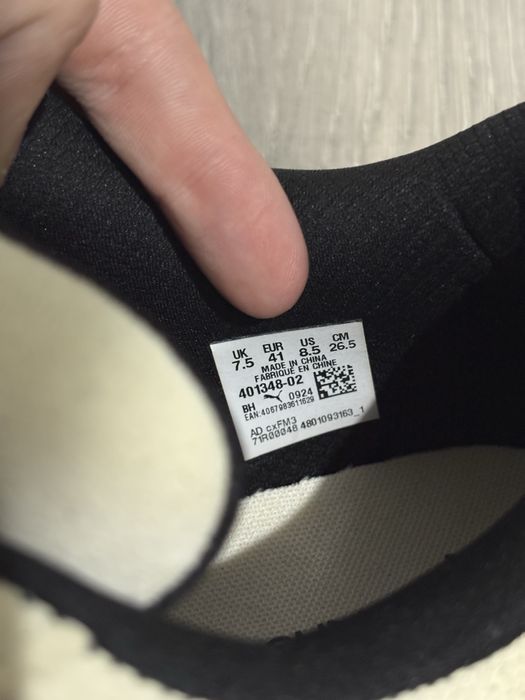 UK EUR US CM
7.5 41 8.5 26.5
MADE IN CHINA
FABRIQUE EN CHINE
401348-02
BH 0924
EAN:4067983611629
AD cxFM3
71R00048 4801093163_1